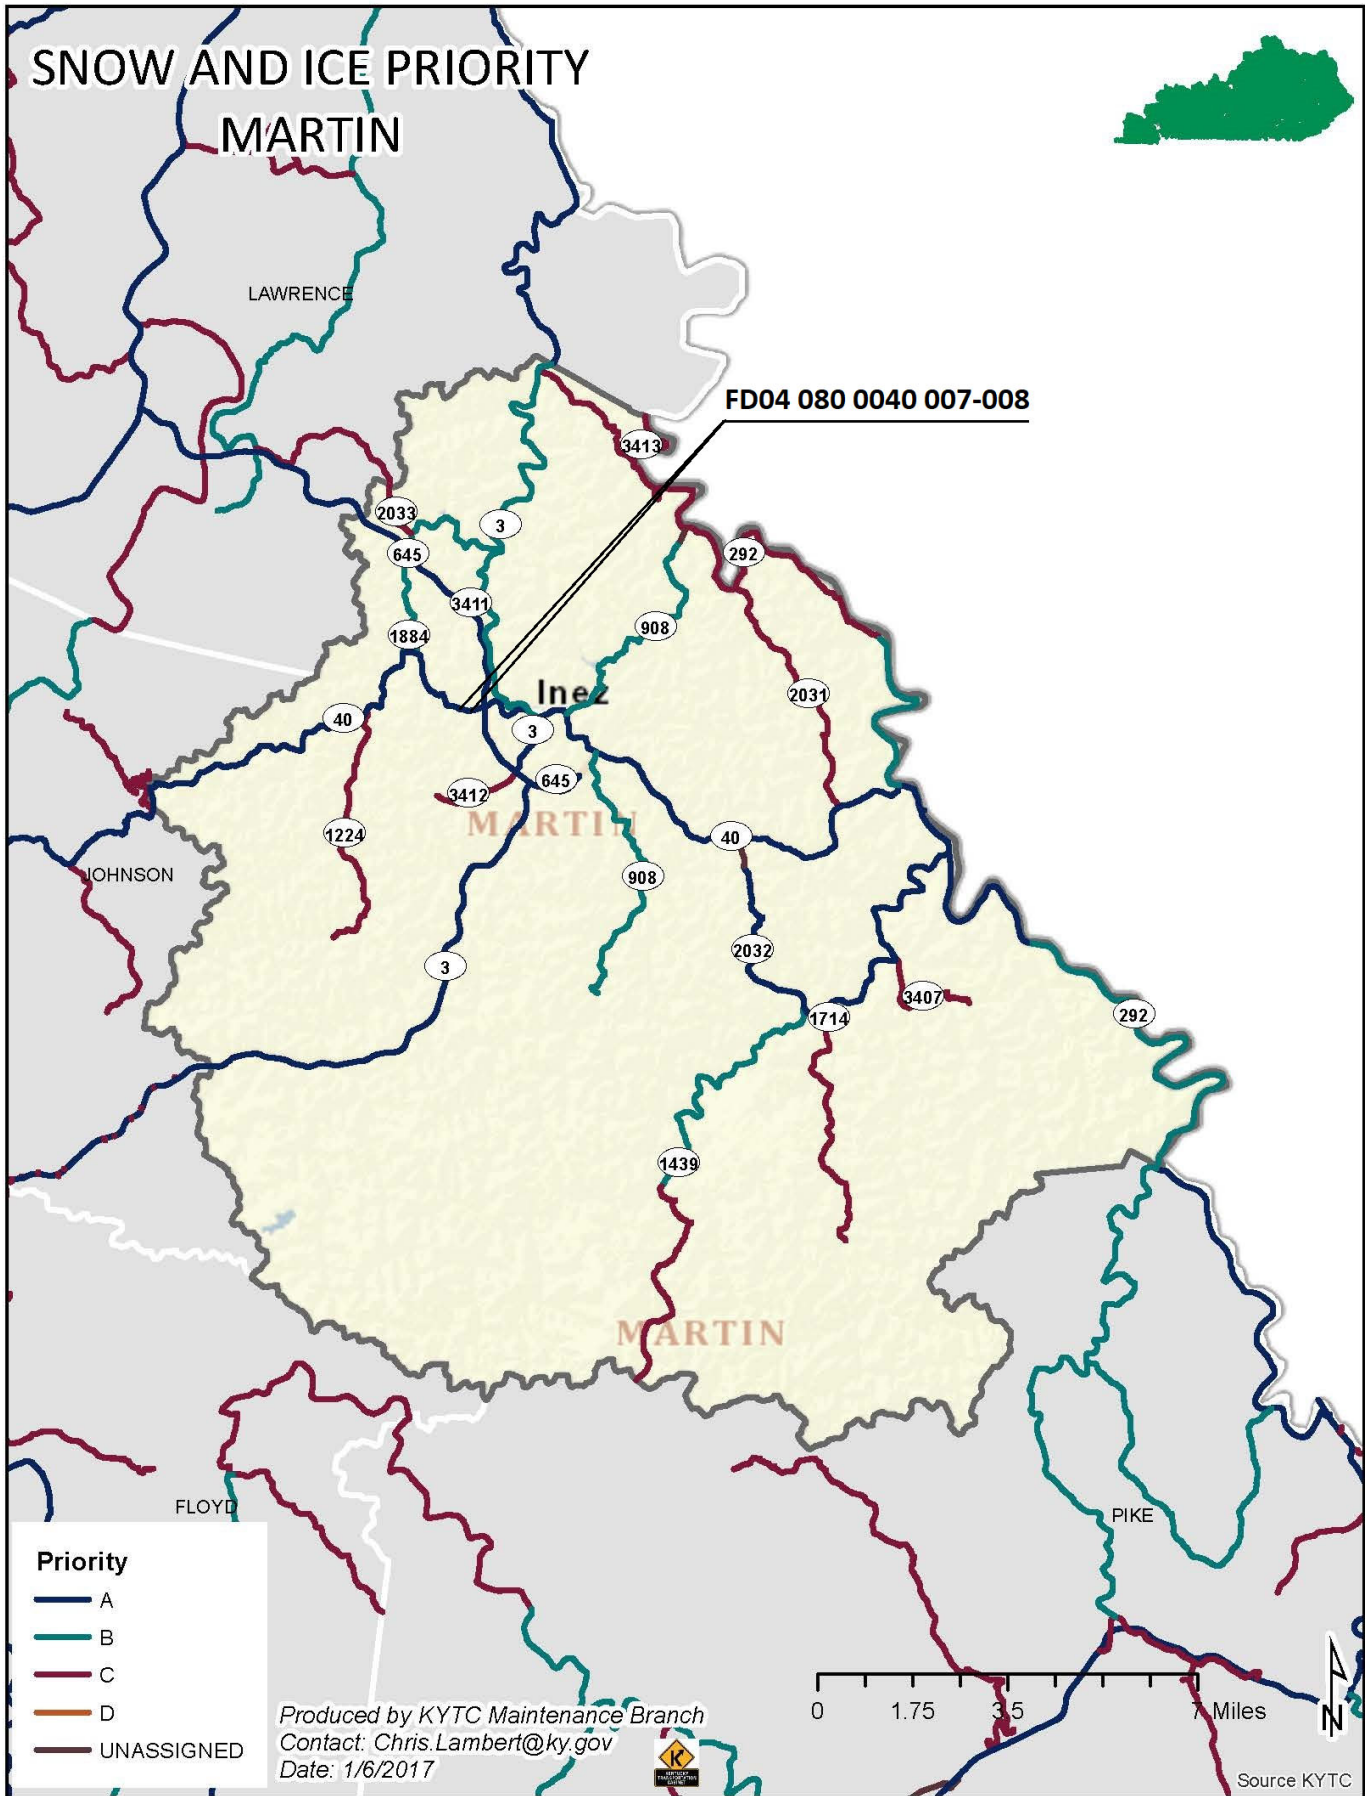 SNOW AND ICE PRIORITY
MARTIN
LAWRENCE
FD04 080 0040 007-008
3413
2033
3
292
645
3411
908
1884
Inez
2031
40
3
645
3412
MARTIN
1224
40
JOHNSON
908
2032
3
3407
1714
292
1439
MARTIN
FLOYD
PIKE
Priority
A
B
C
D
UNASSIGNED
Produced by KYTC Maintenance Branch
Contact: Chris.Lambert@ky.gov
Date: 1/6/2017
KENTUCKY
TRANSPORTATION
CABINET
0 1.75 3.5 7 Miles
N
Source KYTC